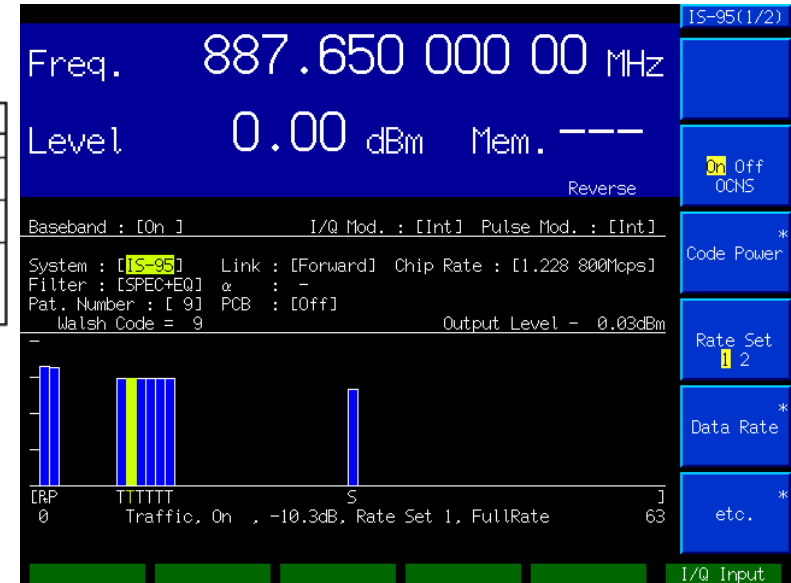 IS-95(1/2)
Freq. 887.650 000 00 MHz
Level 0.00 dBm Mem. ---
Reverse
On Off
OCNS
Baseband : [On ] I/Q Mod. : [Int] Pulse Mod. : [Int]
*
Code Power
System : [IS-95] Link : [Forward] Chip Rate : [1.228 800Mcps]
Filter : [SPEC+EQ] α : -
Pat. Number : [ 9] PCB : [Off]
Walsh Code = 9 Output Level - 0.03dBm
Rate Set
1 2
*
Data Rate
P TTTTTT S ]
0 Traffic, On , -10.3dB, Rate Set 1, FullRate 63
*
etc.
I/Q Input